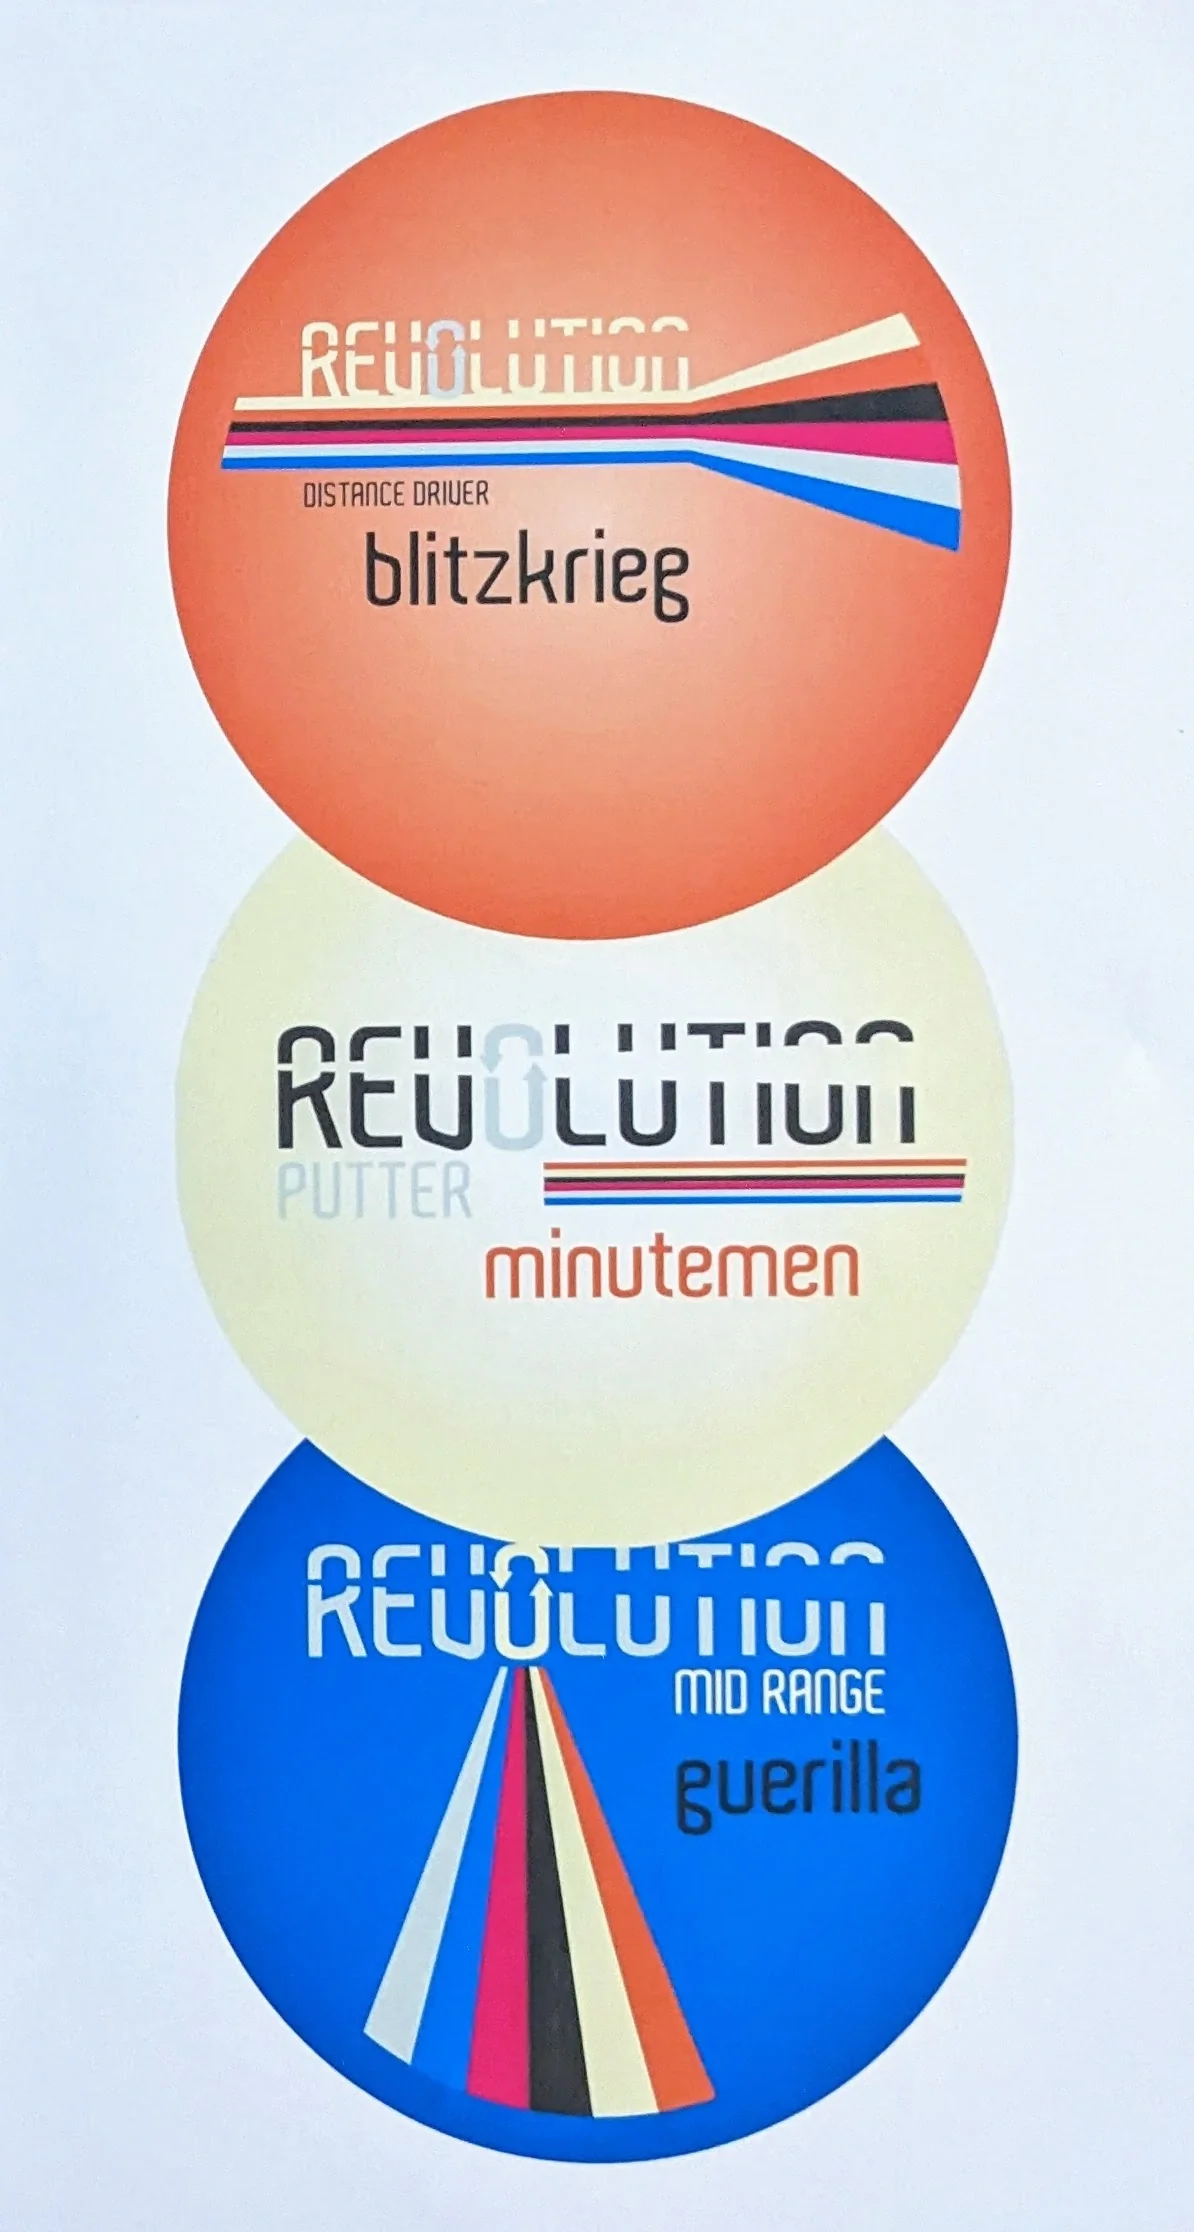 REVOLUTION
DISTANCE DRIVER
blitzkrieg
REVOLUTION
PUTTER
minutemen
REVOLUTION
MID RANGE
guerilla